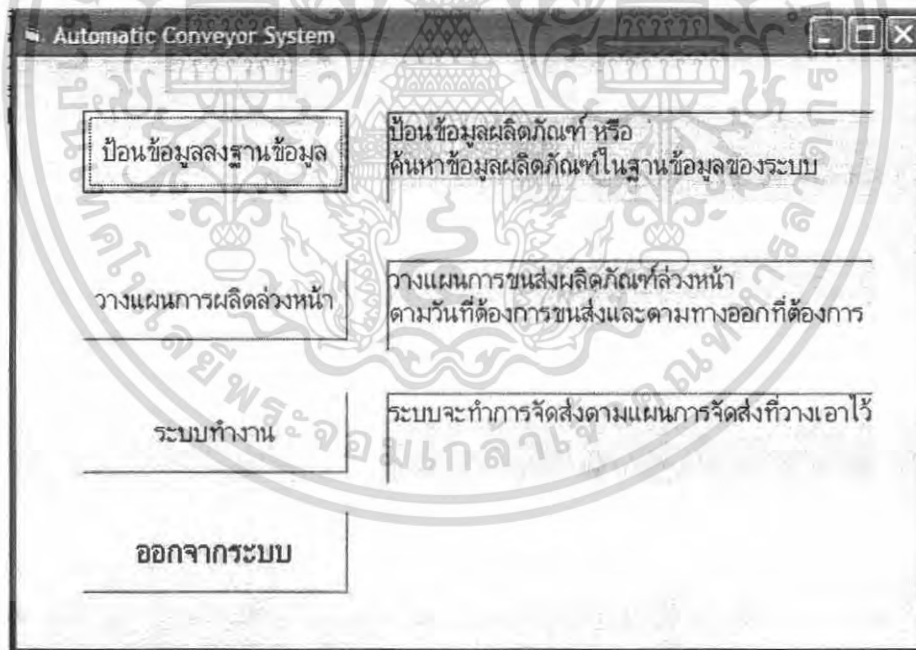 Automatic Conveyor System
ป้อนข้อมูลลงฐานข้อมูล
ป้อนข้อมูลผลิตภัณฑ์ หรือ
ค้นหาข้อมูลผลิตภัณฑ์ในฐานข้อมูลของระบบ
วางแผนการผลิตล่วงหน้า
วางแผนการขนส่งผลิตภัณฑ์ล่วงหน้า
ตามวันที่ต้องการขนส่งและตามทางออกที่ต้องการ
ระบบทำงาน
ระบบจะทำการจัดส่งตามแผนการจัดส่งที่วางเอาไว้
ออกจากระบบ